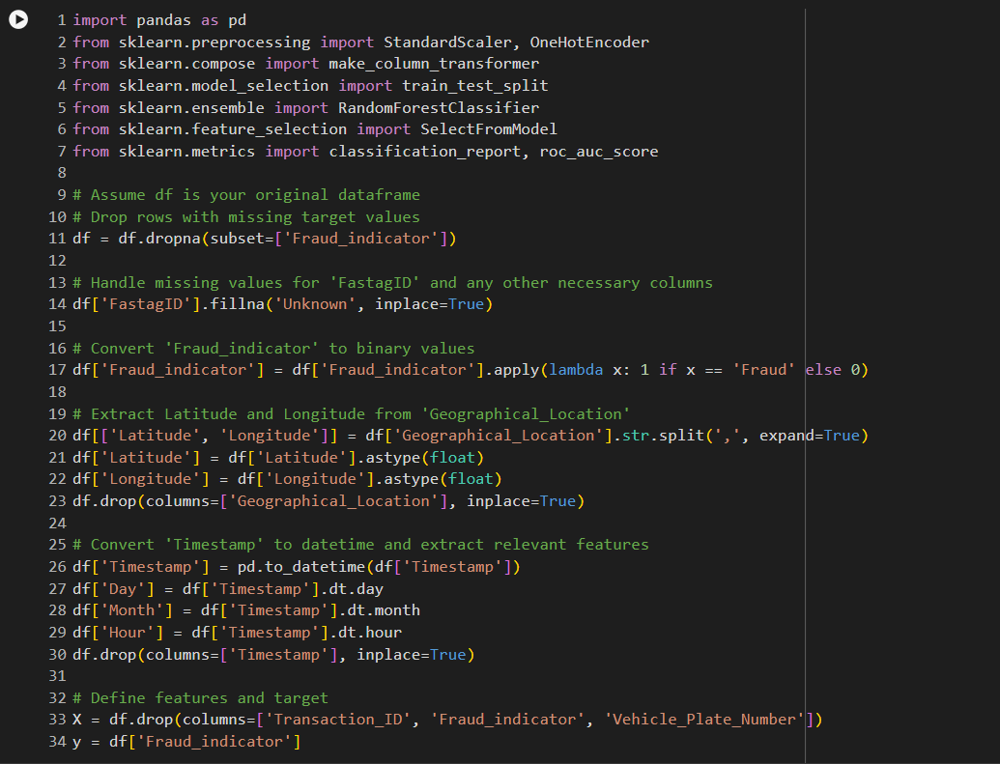 1 import pandas as pd
2 from sklearn.preprocessing import StandardScaler, OneHotEncoder
3 from sklearn.compose import make_column_transformer
4 from sklearn.model_selection import train_test_split
5 from sklearn.ensemble import RandomForestClassifier
6 from sklearn.feature_selection import SelectFromModel
7 from sklearn.metrics import classification_report, roc_auc_score
8
9 # Assume df is your original dataframe
10 # Drop rows with missing target values
11 df = df.dropna(subset=['Fraud_indicator'])
12
13 # Handle missing values for 'FastagID' and any other necessary columns
14 df['FastagID'].fillna('Unknown', inplace=True)
15
16 # Convert 'Fraud_indicator' to binary values
17 df['Fraud_indicator'] = df['Fraud_indicator'].apply(lambda x: 1 if x == 'Fraud' else 0)
18
19 # Extract Latitude and Longitude from 'Geographical_Location'
20 df[['Latitude', 'Longitude']] = df['Geographical_Location'].str.split(',', expand=True)
21 df['Latitude'] = df['Latitude'].astype(float)
22 df['Longitude'] = df['Longitude'].astype(float)
23 df.drop(columns=['Geographical_Location'], inplace=True)
24
25 # Convert 'Timestamp' to datetime and extract relevant features
26 df['Timestamp'] = pd.to_datetime(df['Timestamp'])
27 df['Day'] = df['Timestamp'].dt.day
28 df['Month'] = df['Timestamp'].dt.month
29 df['Hour'] = df['Timestamp'].dt.hour
30 df.drop(columns=['Timestamp'], inplace=True)
31
32 # Define features and target
33 X = df.drop(columns=['Transaction_ID', 'Fraud_indicator', 'Vehicle_Plate_Number'])
34 y = df['Fraud_indicator']